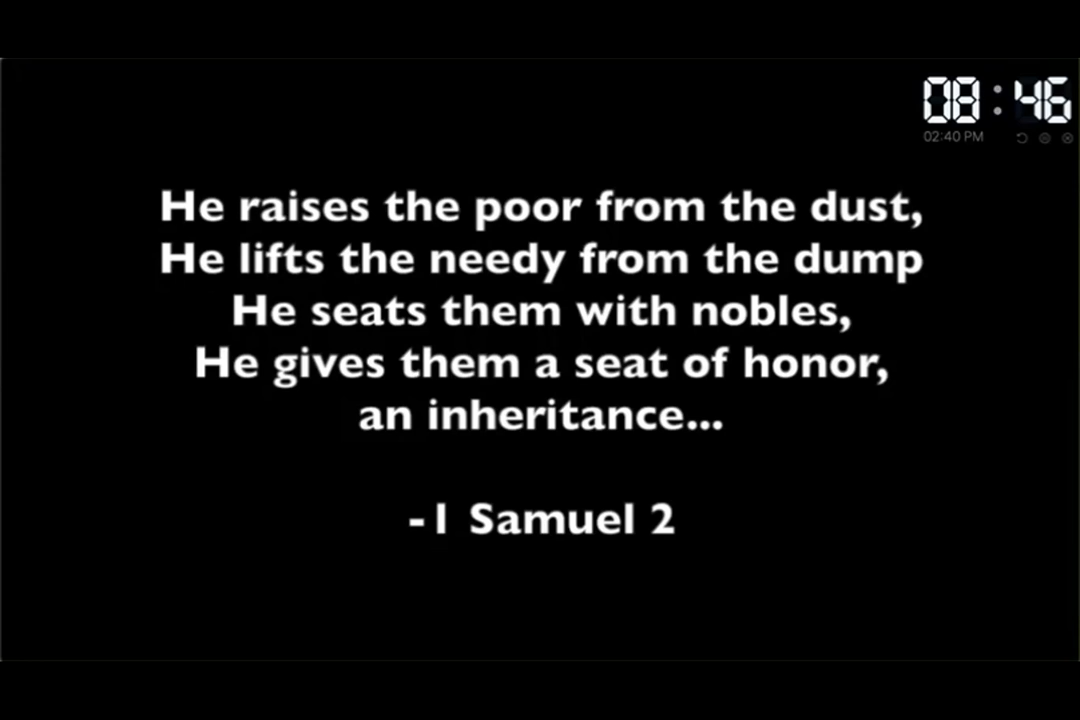 08:46
02:40 PM
He raises the poor from the dust,
He lifts the needy from the dump
He seats them with nobles,
He gives them a seat of honor,
an inheritance...
-1 Samuel 2